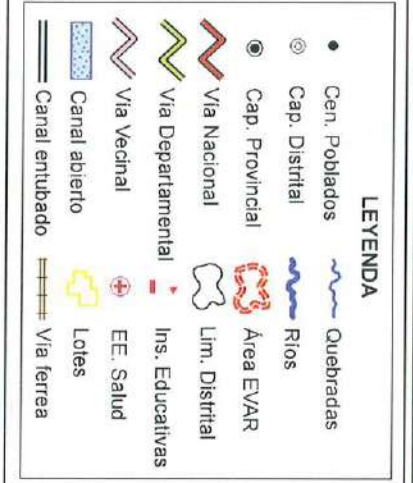 LEYENDA
Cen. Poblados
Quebradas
Cap. Distrital
Ríos
Cap. Provincial
Área EVAR
Vía Nacional
Lim. Distrital
Vía Departamental
Ins. Educativas
Vía Vecinal
EE. Salud
Canal abierto
Lotes
Canal entubado
Vía ferrea